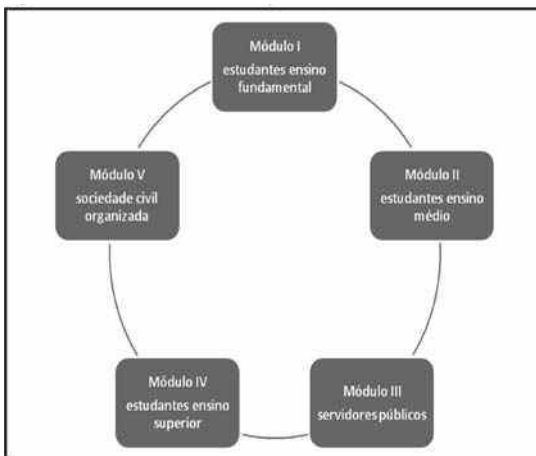 Módulo I
estudantes ensino
fundamental
Módulo II
estudantes ensino
médio
Módulo III
servidores públicos
Módulo IV
estudantes ensino
superior
Módulo V
sociedade civil
organizada